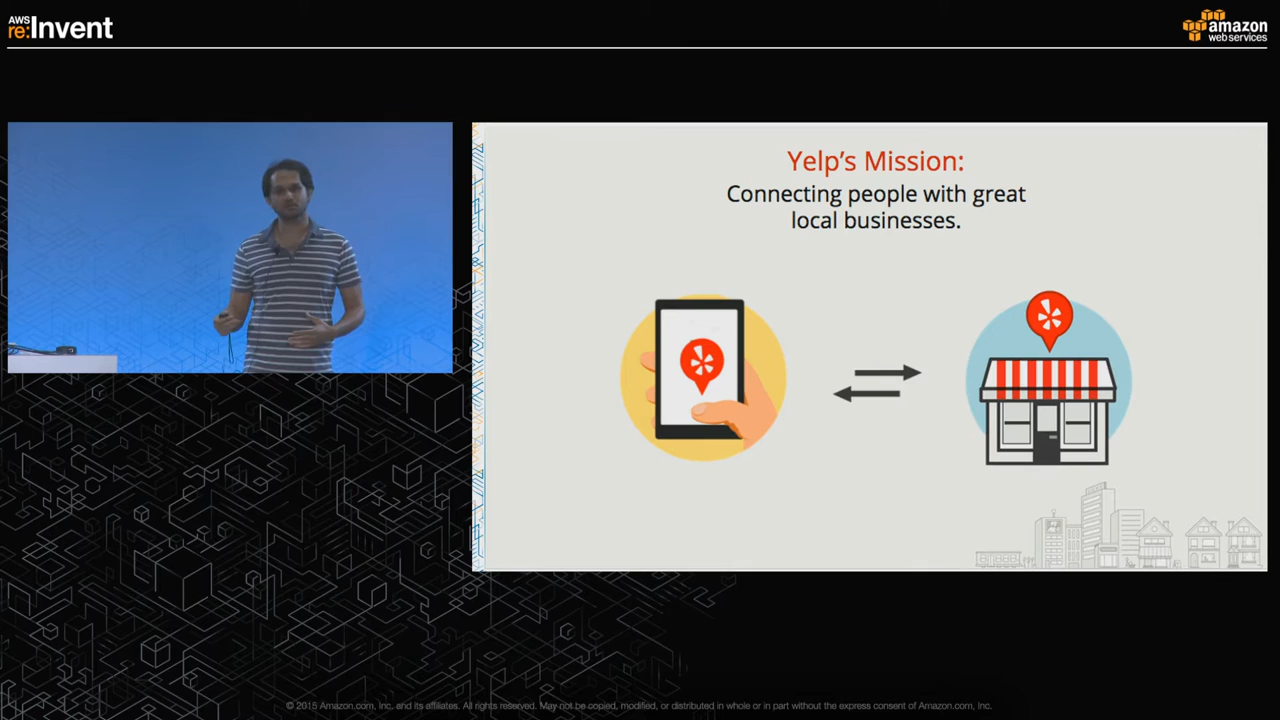 AWS
re:Invent
amazon
web services
Yelp's Mission:
Connecting people with great
local businesses.
© 2015 Amazon.com, Inc. and its affiliates. All rights reserved. May not be copied, modified, or distributed in whole or in part without the express consent of Amazon.com, Inc.